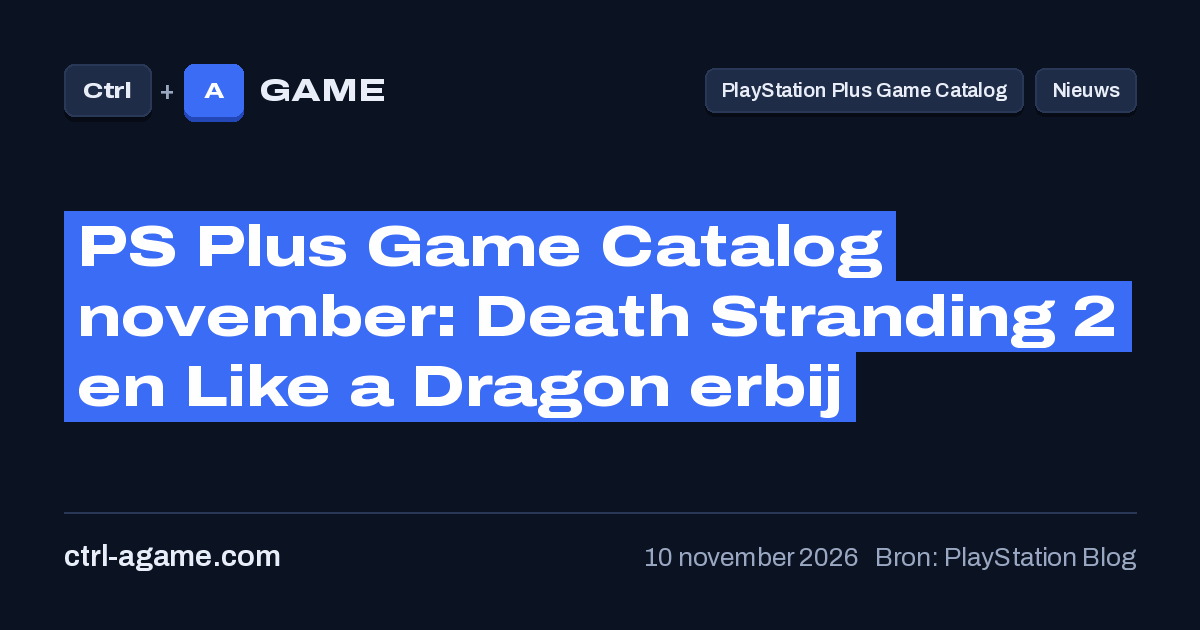 Ctrl + A GAME
PlayStation Plus Game Catalog
Nieuws
PS Plus Game Catalog
november: Death Stranding 2
en Like a Dragon erbij
ctrl-agame.com
10 november 2026 Bron: PlayStation Blog